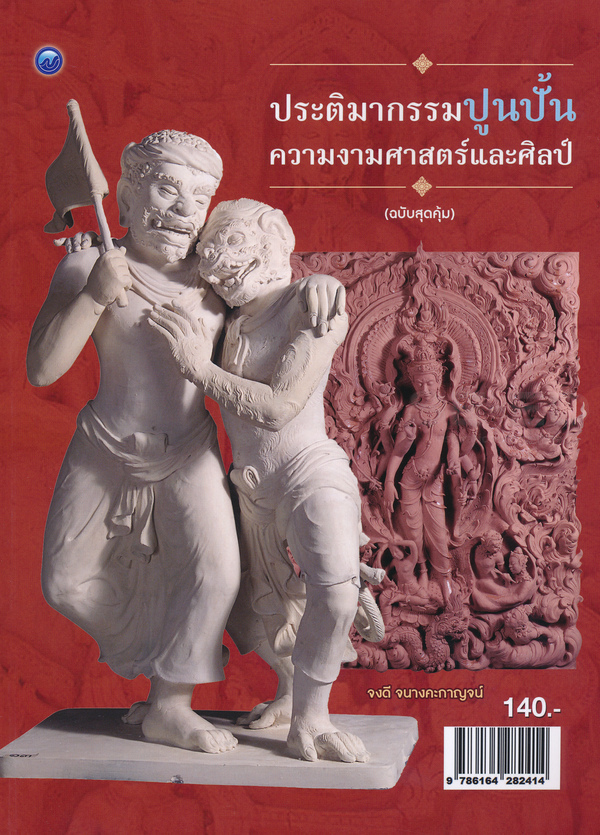 ประติมากรรมปูนปั้น
ความงามศาสตร์และศิลป์
(ฉบับสุดคุ้ม)
จงดี จนางคะกาญจน์
140.-
9 786164 282414